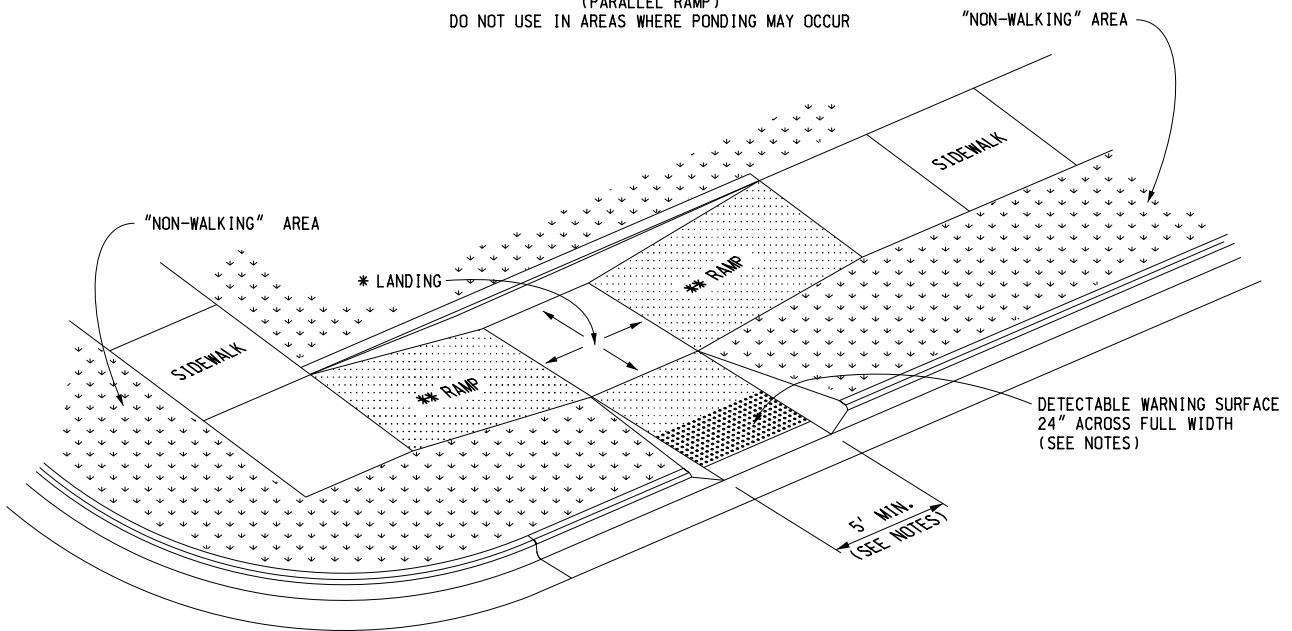 (PARALLEL RAMP)
DO NOT USE IN AREAS WHERE PONDING MAY OCCUR
"NON-WALKING" AREA
SIDEWALK
"NON-WALKING" AREA
* LANDING
** RAMP
SIDEWALK
** RAMP
DETECTABLE WARNING SURFACE
24" ACROSS FULL WIDTH
(SEE NOTES)
5' MIN.
(SEE NOTES)